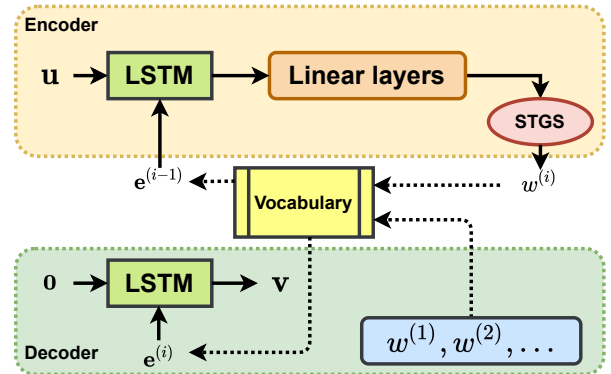 Encoder
u LSTM Linear layers
STGS
e^{(i-1)} Vocabulary w^{(i)}
0 LSTM v
Decoder e^{(i)} w^{(1)}, w^{(2)}, ...